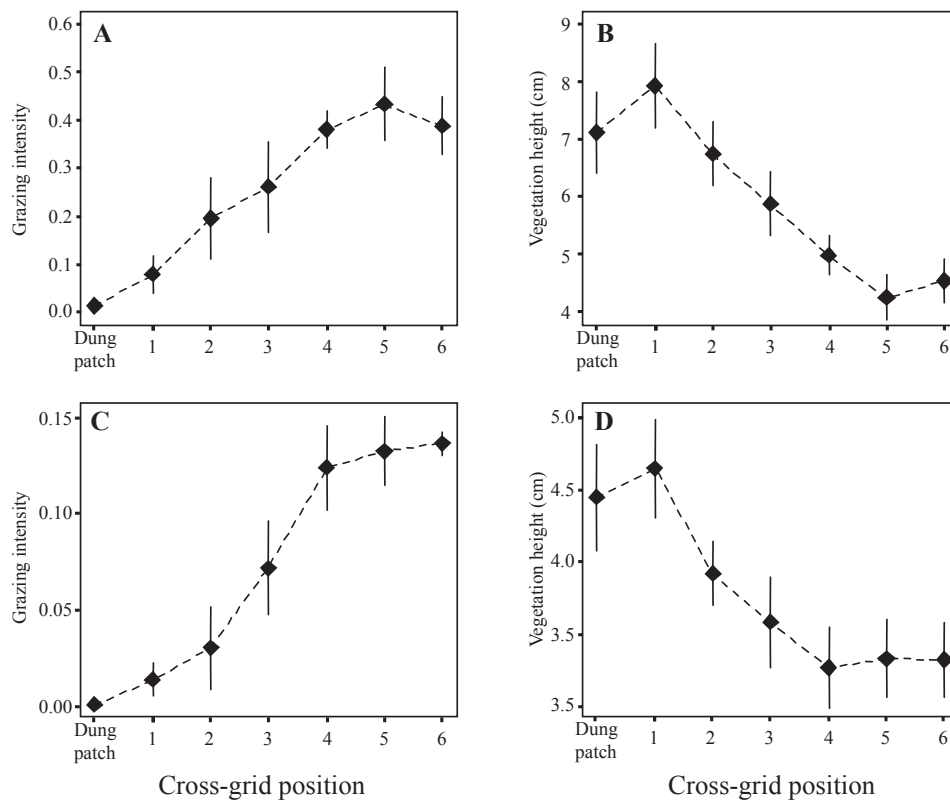 A
Grazing intensity
0.6
0.5
0.4
0.3
0.2
0.1
0.0
Dung
patch
1 2 3 4 5 6
B
Vegetation height (cm)
9
8
7
6
5
4
Dung
patch
1 2 3 4 5 6
C
Grazing intensity
0.15
0.10
0.05
0.00
Dung
patch
1 2 3 4 5 6
Cross-grid position
D
Vegetation height (cm)
5.0
4.5
4.0
3.5
3.5
Dung
patch
1 2 3 4 5 6
Cross-grid position